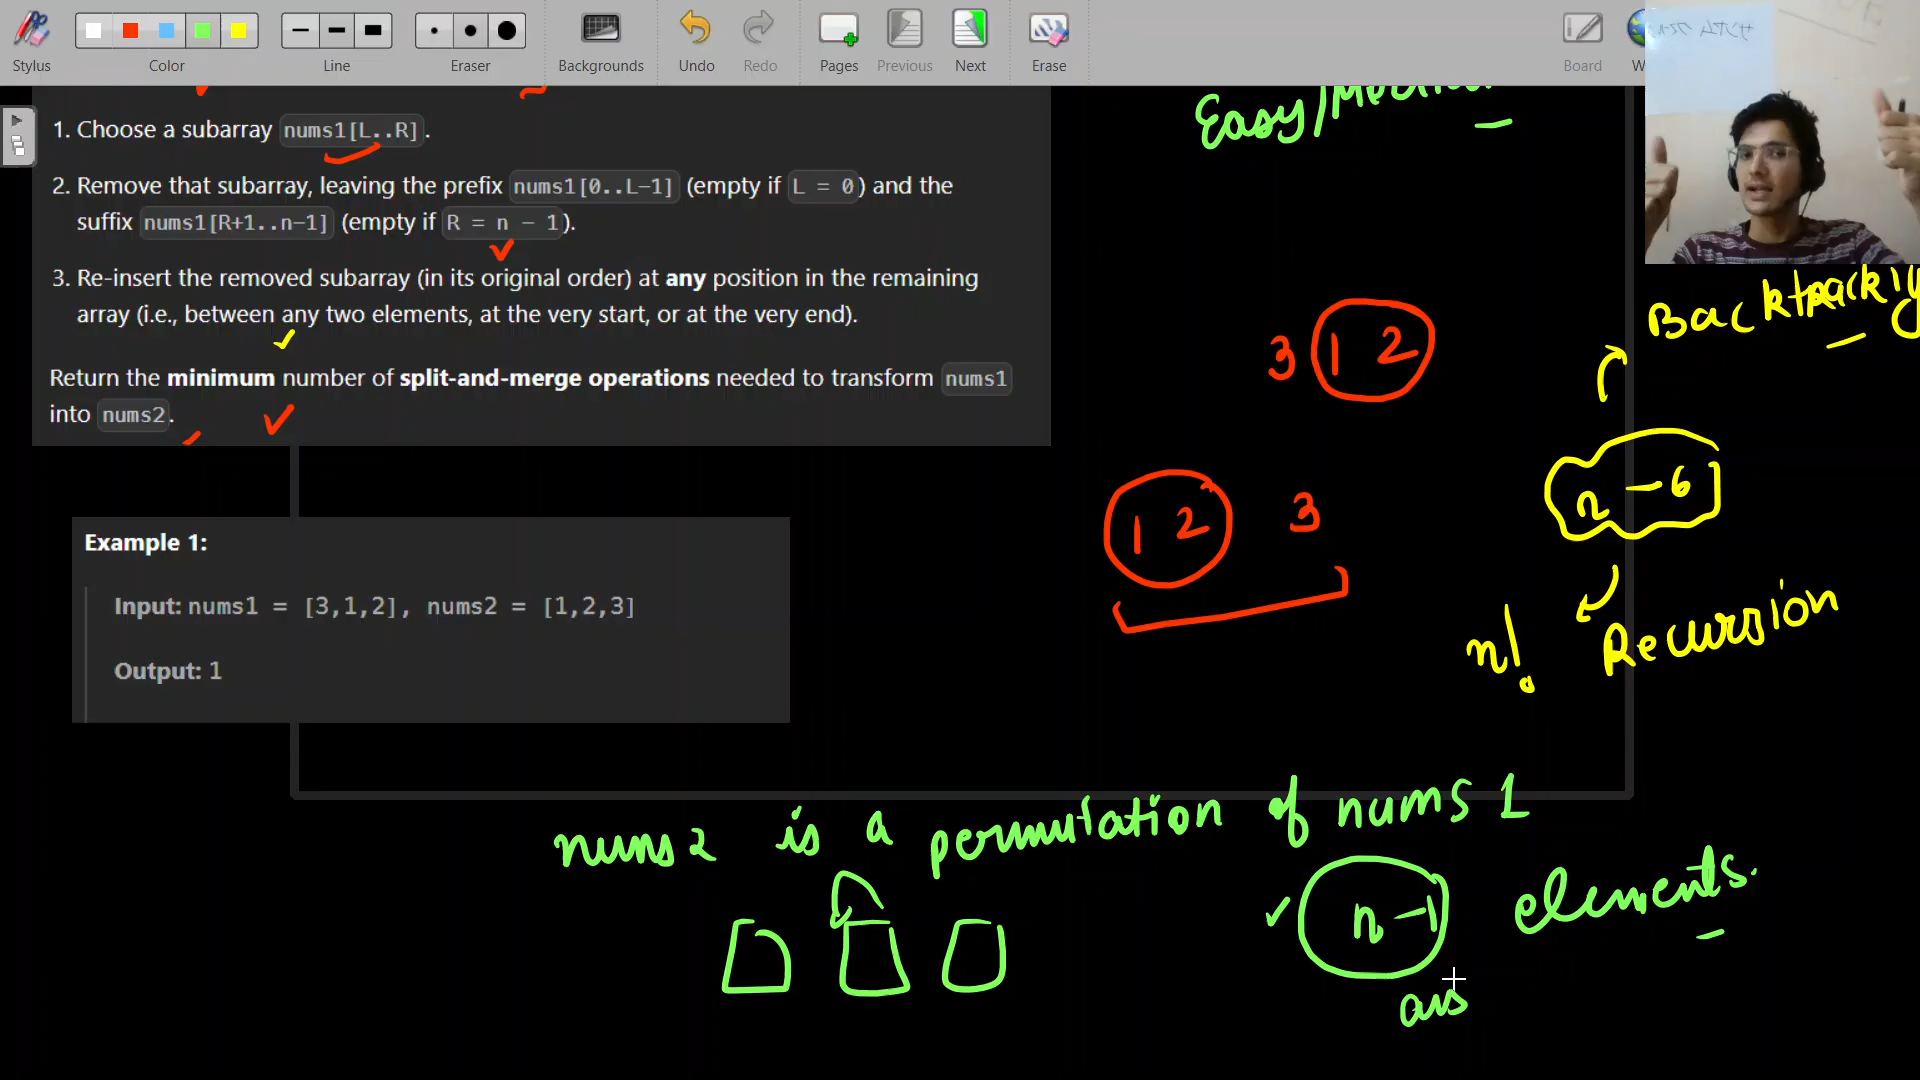 Stylus
Color
Line
Eraser
Backgrounds
Undo
Redo
Pages
Previous
Next
Erase
Board
Easy/Medium
1. Choose a subarray nums1[L..R].
2. Remove that subarray, leaving the prefix nums1[0..L-1] (empty if L = 0) and the
suffix nums1[R+1..n-1] (empty if R = n - 1).
3. Re-insert the removed subarray (in its original order) at any position in the remaining
array (i.e., between any two elements, at the very start, or at the very end).
Return the minimum number of split-and-merge operations needed to transform nums1
into nums2.
Backtracking
3 1 2
n - 6
1 2 3
n!
Recursion
Example 1:
Input: nums1 = [3,1,2], nums2 = [1,2,3]
Output: 1
nums2 is a permutation of nums 1
n-1 elements.
ans